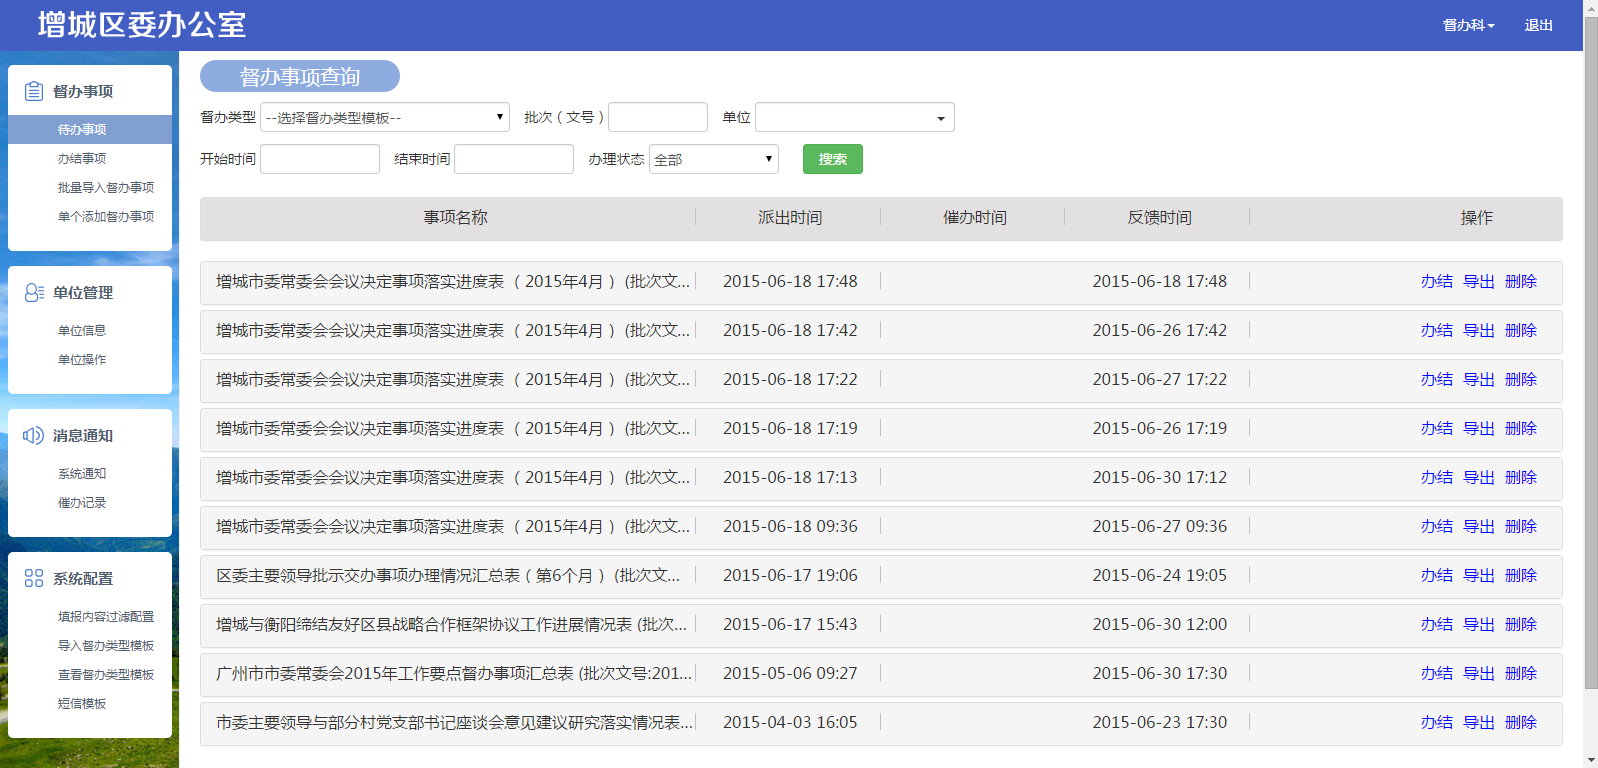 增城区委办公室
督办科
退出
督办事项
待办事项
办结事项
批量导入督办事项
单个添加督办事项
单位管理
单位信息
单位操作
消息通知
系统通知
催办记录
系统配置
填报内容过滤配置
导入督办类型模板
查看督办类型模板
短信模板
督办事项查询
督办类型 --选择督办类型模板-- 批次（文号） 单位
开始时间 结束时间 办理状态 全部 搜索
事项名称 派出时间 催办时间 反馈时间 操作
增城市委常委会会议决定事项落实进度表 （ 2015年4月 ） (批次文... 2015-06-18 17:48 2015-06-18 17:48 办结 导出 删除
增城市委常委会会议决定事项落实进度表 （ 2015年4月 ） (批次文... 2015-06-18 17:42 2015-06-26 17:42 办结 导出 删除
增城市委常委会会议决定事项落实进度表 （ 2015年4月 ） (批次文... 2015-06-18 17:22 2015-06-27 17:22 办结 导出 删除
增城市委常委会会议决定事项落实进度表 （ 2015年4月 ） (批次文... 2015-06-18 17:19 2015-06-26 17:19 办结 导出 删除
增城市委常委会会议决定事项落实进度表 （ 2015年4月 ） (批次文... 2015-06-18 17:13 2015-06-30 17:12 办结 导出 删除
增城市委常委会会议决定事项落实进度表 （ 2015年4月 ） (批次文... 2015-06-18 09:36 2015-06-27 09:36 办结 导出 删除
区委主要领导批示交办事项办理情况汇总表（ 第6个月 ） (批次文... 2015-06-17 19:06 2015-06-24 19:05 办结 导出 删除
增城与衡阳缔结友好区县战略合作框架协议工作进展情况表 (批次... 2015-06-17 15:43 2015-06-30 12:00 办结 导出 删除
广州市市委常委会2015年工作要点督办事项汇总表 (批次文号:201... 2015-05-06 09:27 2015-06-30 17:30 办结 导出 删除
市委主要领导与部分村党支部书记座谈会意见建议研究落实情况表... 2015-04-03 16:05 2015-06-23 17:30 办结 导出 删除